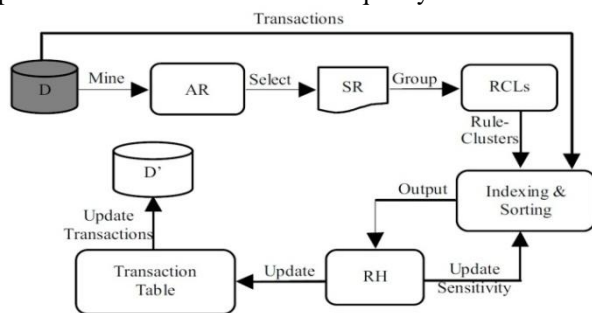 Transactions
D
Mine
AR
Select
SR
Group
RCLs
Rule-
Clusters
D'
Output
Indexing &
Sorting
Update
Transactions
Transaction
Table
Update
RH
Update
Sensitivity